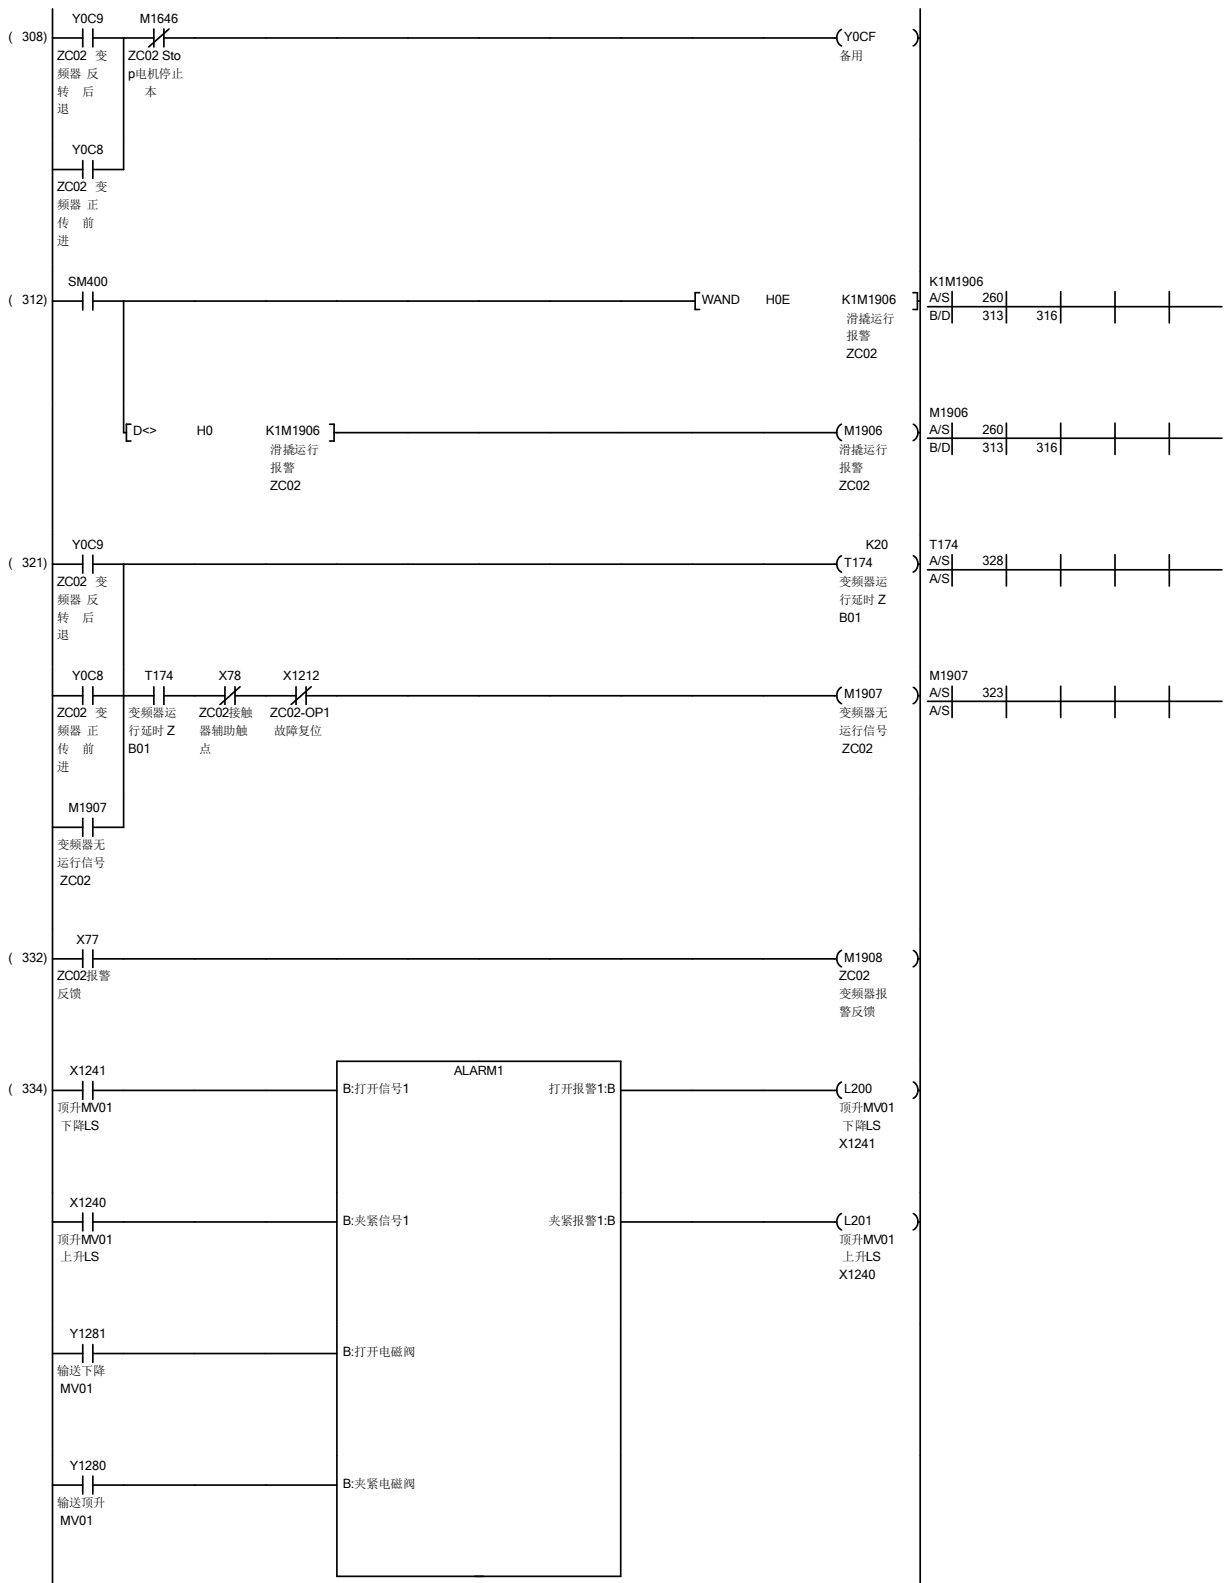 Y0C9 M1646
( 308) (Y0CF )
ZC02 变 ZC02 Sto 备用
频器 反 p电机停止
转 后 本
退
Y0C8
ZC02 变
频器 正
传 前
进
SM400 K1M1906
( 312) [WAND H0E K1M1906 ] A/S 260
滑撬运行 B/D 313 316
报警
ZC02
M1906
[D<> H0 K1M1906 ] (M1906 ) A/S 260
滑撬运行 滑撬运行 B/D 313 316
报警 报警
ZC02 ZC02
Y0C9 K20 T174
( 321) (T174 ) A/S 328
ZC02 变 变频器运 A/S
频器 反 行延时 Z
转 后 B01
退
Y0C8 T174 X78 X1212 M1907
(M1907 ) A/S 323
ZC02 变 变频器运 ZC02接触 ZC02-OP1 变频器无 A/S
频器 正 行延时 Z 器辅助触 故障复位 运行信号
传 前 B01 点 ZC02
进
M1907
变频器无
运行信号
ZC02
X77
( 332) (M1908 )
ZC02报警 ZC02
反馈 变频器报
警反馈
X1241 ALARM1
( 334) B:打开信号1 打开报警1:B (L200 )
顶升MV01 顶升MV01
下降LS 下降LS
X1241
X1240
B:夹紧信号1 夹紧报警1:B (L201 )
顶升MV01 顶升MV01
上升LS 上升LS
X1240
Y1281
B:打开电磁阀
输送下降
MV01
Y1280
B:夹紧电磁阀
输送顶升
MV01